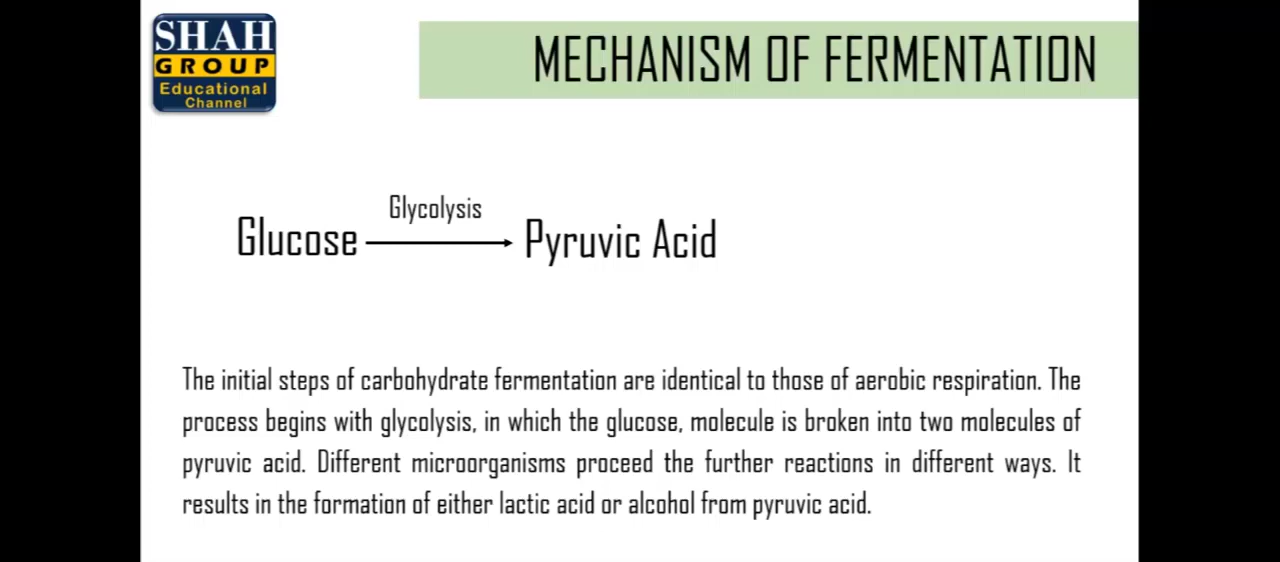 SHAH
GROUP
Educational
Channel
MECHANISM OF FERMENTATION
Glycolysis
Glucose Pyruvic Acid
The initial steps of carbohydrate fermentation are identical to those of aerobic respiration. The
process begins with glycolysis, in which the glucose, molecule is broken into two molecules of
pyruvic acid. Different microorganisms proceed the further reactions in different ways. It
results in the formation of either lactic acid or alcohol from pyruvic acid.